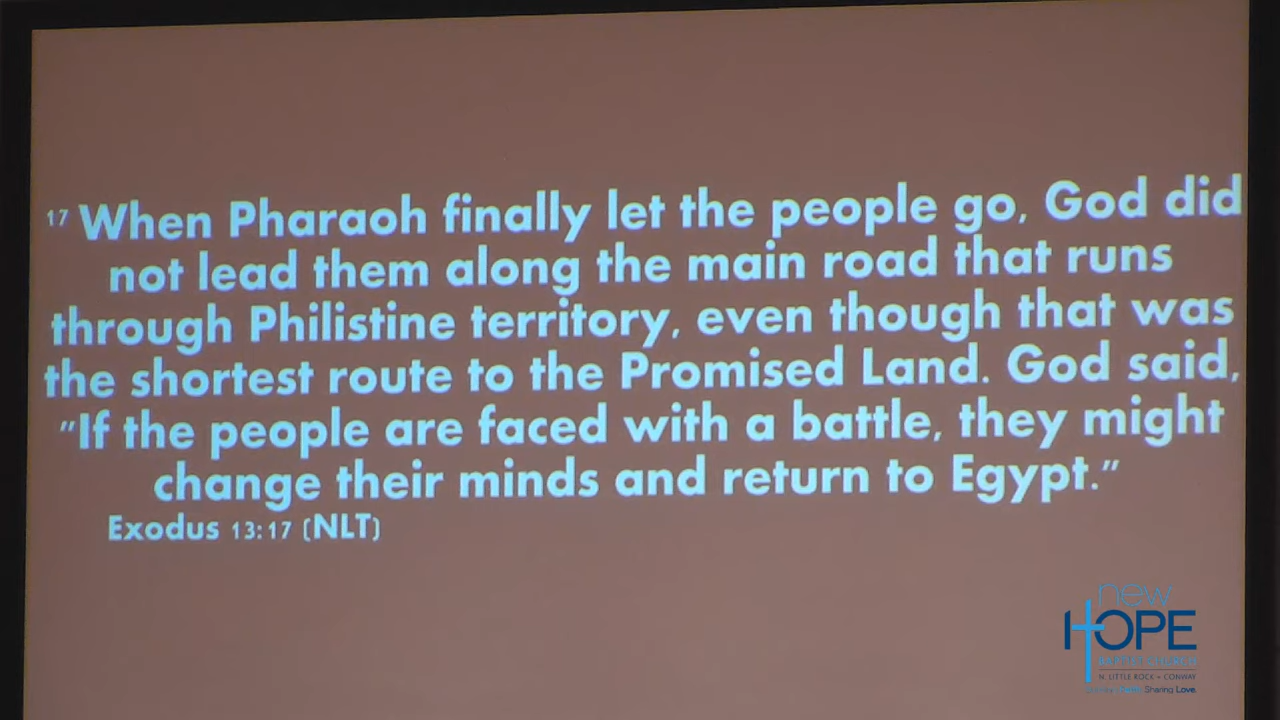 17 When Pharaoh finally let the people go, God did
not lead them along the main road that runs
through Philistine territory, even though that was
the shortest route to the Promised Land. God said,
"If the people are faced with a battle, they might
change their minds and return to Egypt."
Exodus 13:17 (NLT)
new
HOPE
BAPTIST CHURCH
N. LITTLE ROCK • CONWAY
Sharing Love.